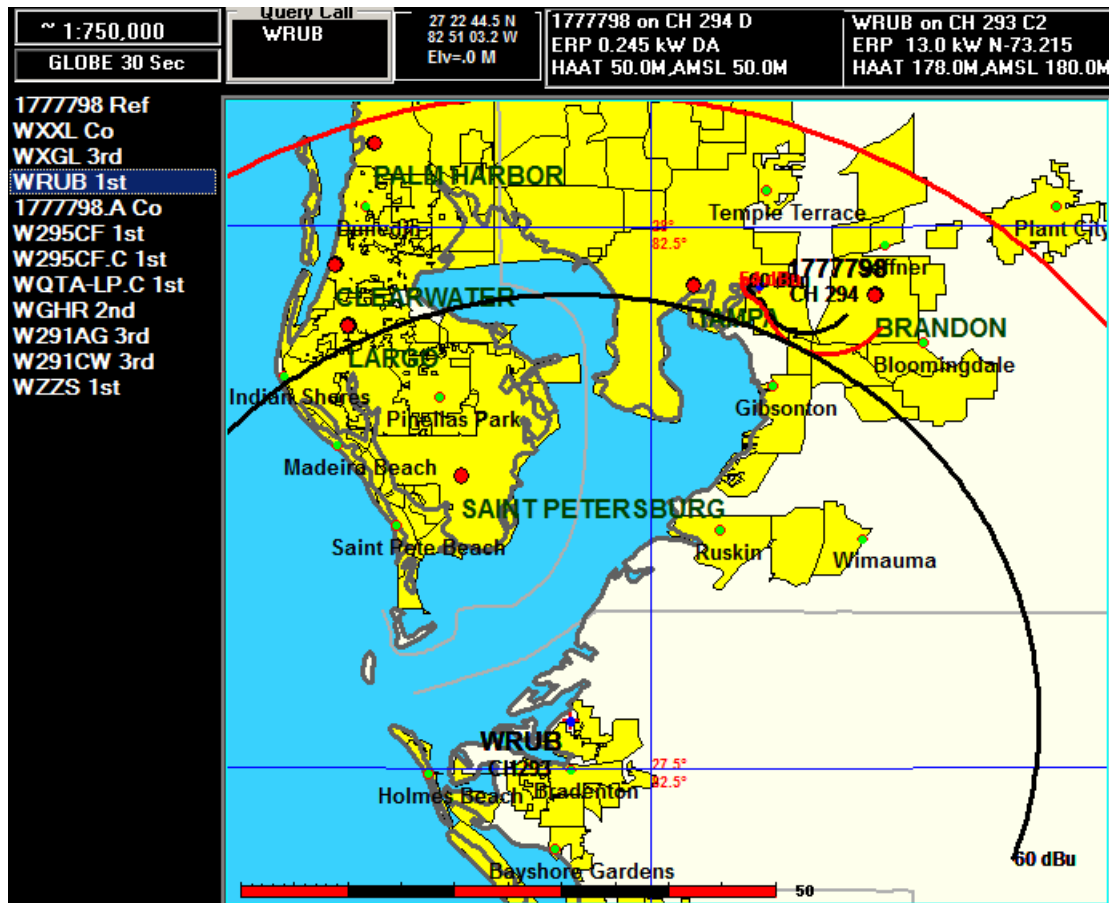 ~ 1:750,000
GLOBE 30 Sec
Query Call
WRUB
27 22 44.5 N
82 51 03.2 W
Elv=.0 M
1777798 on CH 294 D
ERP 0.245 kW DA
HAAT 50.0M,AMSL 50.0M
WRUB on CH 293 C2
ERP 13.0 kW N-73.215
HAAT 178.0M,AMSL 180.0M
1777798 Ref
WXXL Co
WXGL 3rd
WRUB 1st
1777798.A Co
W295CF 1st
W295CF.C 1st
WQTA-LP.C 1st
WGHR 2nd
W291AG 3rd
W291CW 3rd
WZZS 1st
PALM HARBOR
Temple Terrace
Dunedin
Plant City
28°
82.5°
1777798
CH 294
CLEARWATER
TAMPA
BRANDON
LARGO
Bloomingdale
Indian Shores
Gibsonton
Pinellas Park
Madeira Beach
SAINT PETERSBURG
Saint Pete Beach
Ruskin
Wimauma
WRUB
CH293
27.5°
82.5°
Holmes Beach
Bradenton
60 dBu
Bayshore Gardens
50